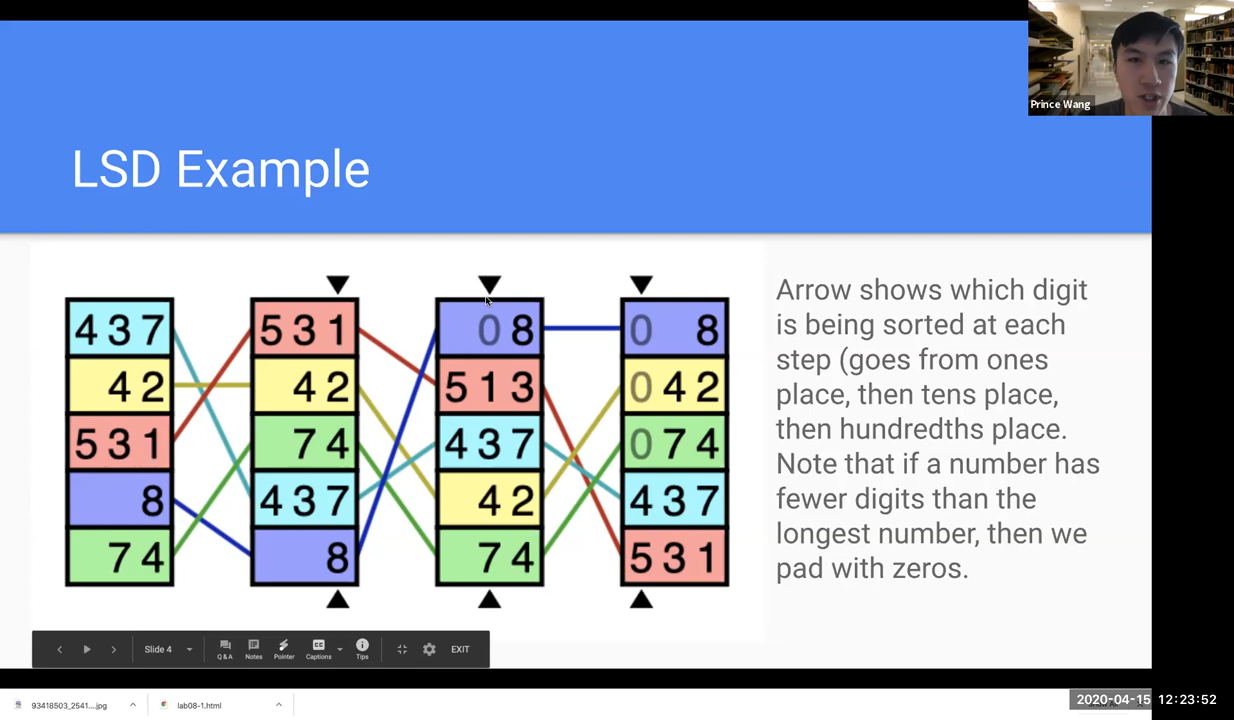 Prince Wang
LSD Example
437 531 08 0 8
42 42 513 042
531 74 437 074
8 437 42 437
74 8 74 531
Arrow shows which digit
is being sorted at each
step (goes from ones
place, then tens place,
then hundredths place.
Note that if a number has
fewer digits than the
longest number, then we
pad with zeros.
Slide 4
Q & A
Notes
Pointer
Captions
Tips
EXIT
93418503_2541....jpg
lab08-1.html
2020-04-15 12:23:52